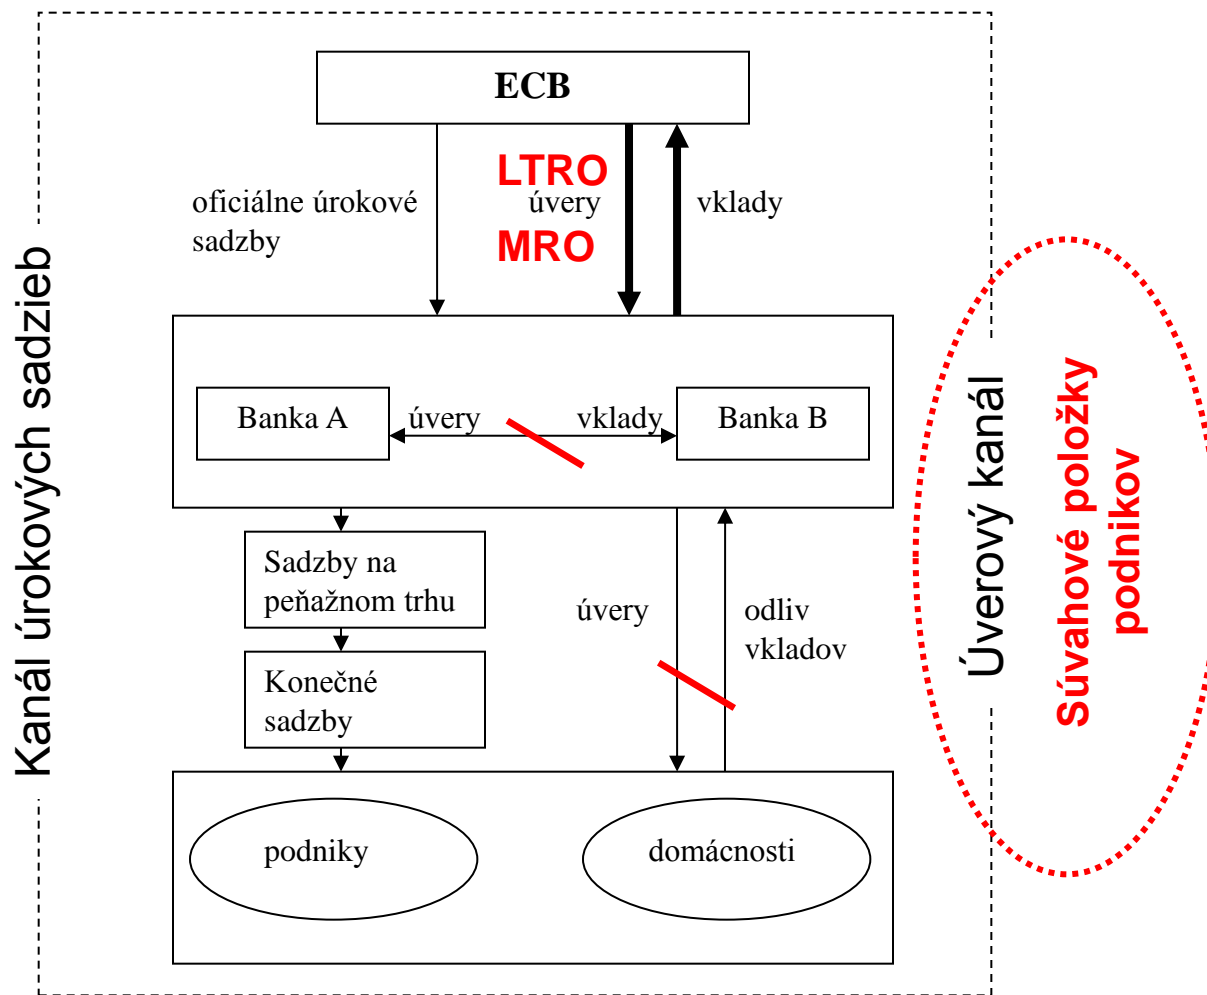 ECB
LTRO
oficiálne úrokové
sadzby
úvery
vklady
MRO
Kanál úrokových sadzieb
Banka A
úvery
vklady
Banka B
Sadzby na
peňažnom trhu
Konečné
sadzby
úvery
odliv
vkladov
podniky
domácnosti
Úverový kanál
Súvahové položky
podnikov